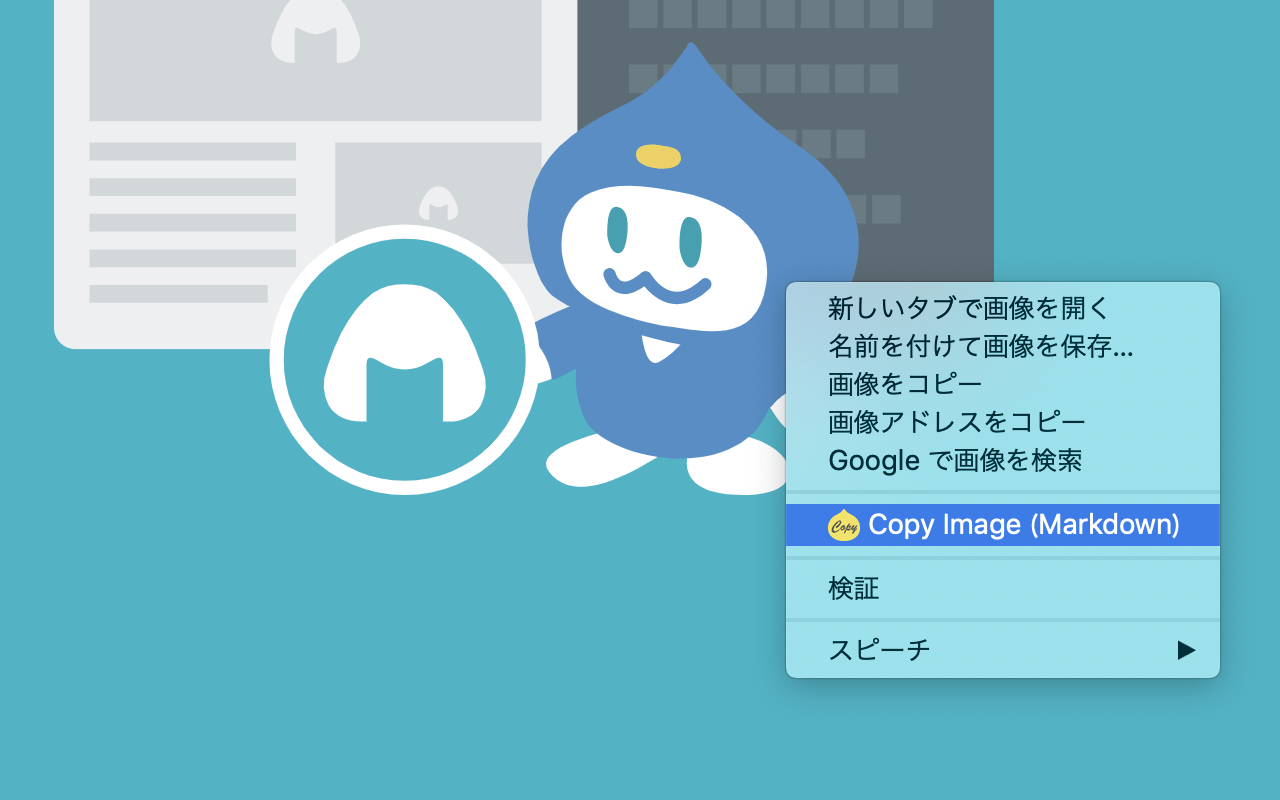 新しいタブで画像を開く
名前を付けて画像を保存...
画像をコピー
画像アドレスをコピー
Google で画像を検索
Copy Copy Image (Markdown)
検証
スピーチ